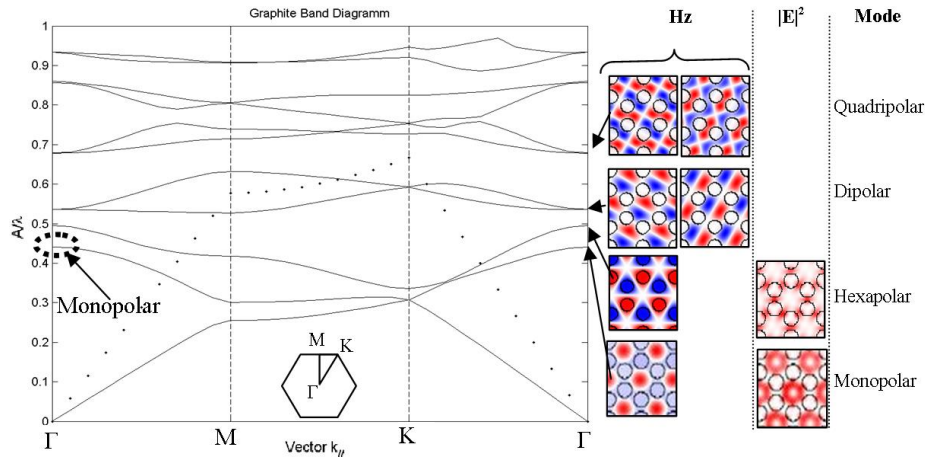 Graphite Band Diagramm
Hz
|E|²
Mode
1
0.9
0.8
0.7
0.6
0.5
0.4
0.3
0.2
0.1
0
A/λ
Monopolar
M
K
Γ
Γ
M
K
Γ
Vector k//
Quadripolar
Dipolar
Hexapolar
Monopolar